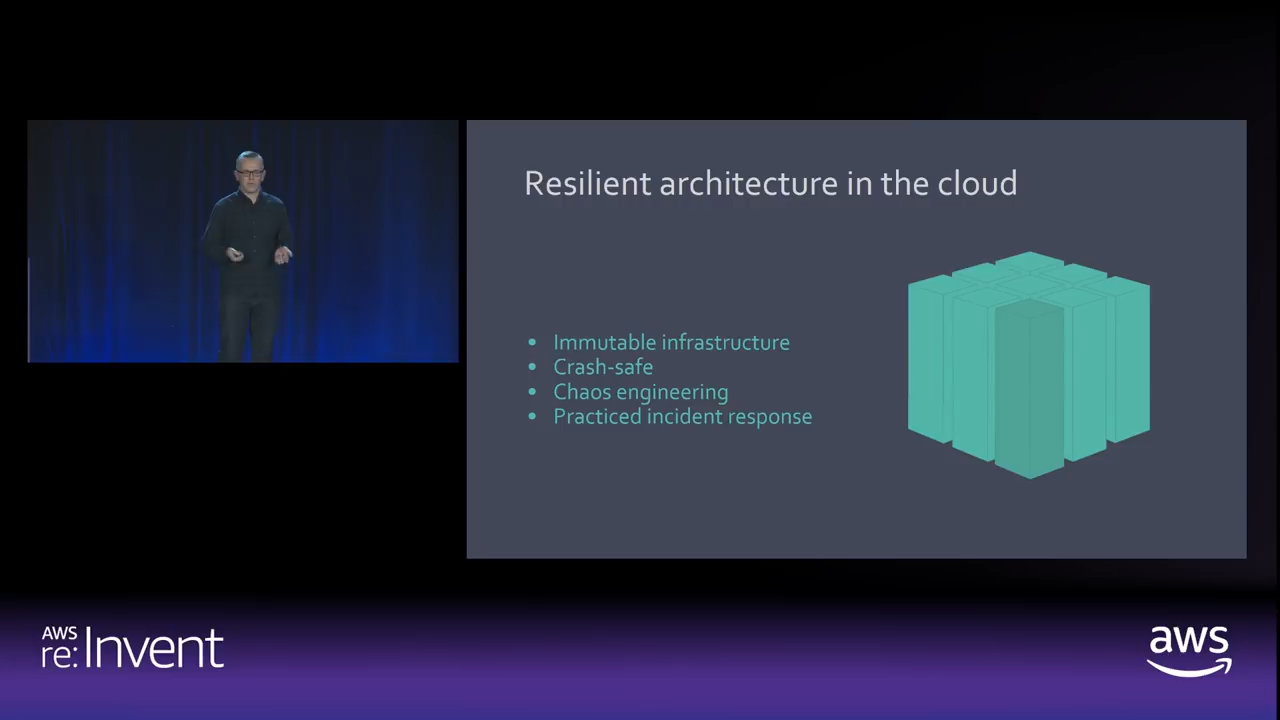 Resilient architecture in the cloud
• Immutable infrastructure
• Crash-safe
• Chaos engineering
• Practiced incident response
AWS
re:Invent
aws